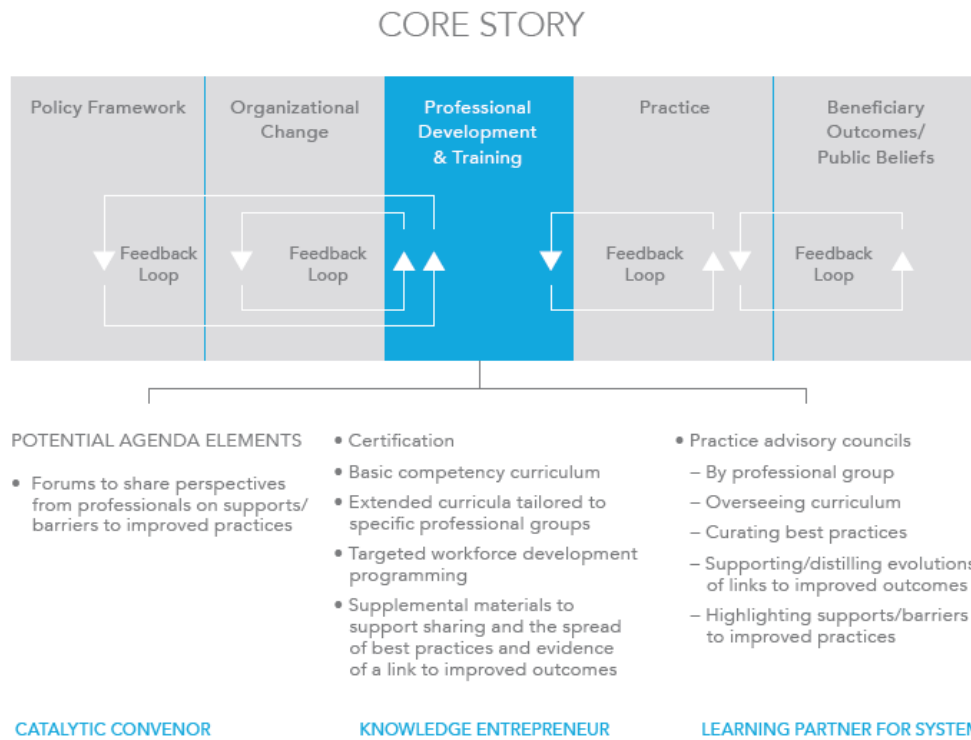 CORE STORY
Policy Framework
Organizational
Change
Professional
Development
& Training
Practice
Beneficiary
Outcomes/
Public Beliefs
Feedback
Loop
Feedback
Loop
Feedback
Loop
Feedback
Loop
POTENTIAL AGENDA ELEMENTS
• Forums to share perspectives
from professionals on supports/
barriers to improved practices
• Certification
• Basic competency curriculum
• Extended curricula tailored to
specific professional groups
• Targeted workforce development
programming
• Supplemental materials to
support sharing and the spread
of best practices and evidence
of a link to improved outcomes
• Practice advisory councils
– By professional group
– Overseeing curriculum
– Curating best practices
– Supporting/distilling evolutions
of links to improved outcomes
– Highlighting supports/barriers
to improved practices
CATALYTIC CONVENOR
KNOWLEDGE ENTREPRENEUR
LEARNING PARTNER FOR SYSTEM